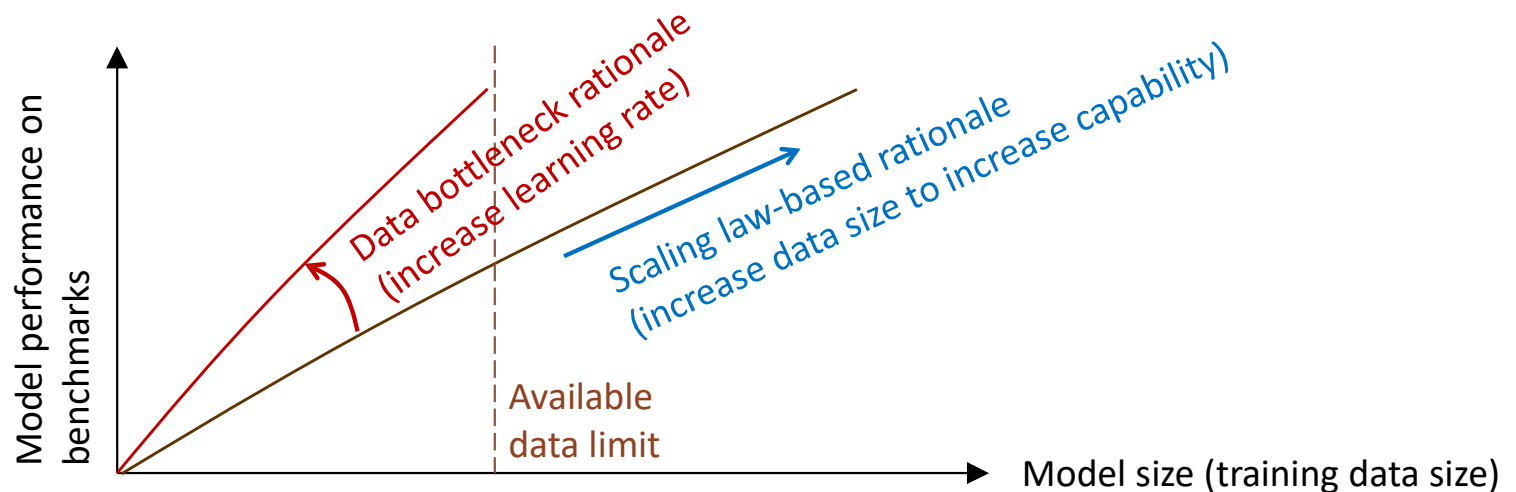 Model performance on
benchmarks
Data bottleneck rationale
(increase learning rate)
Scaling law-based rationale
(increase data size to increase capability)
Available
data limit
Model size (training data size)